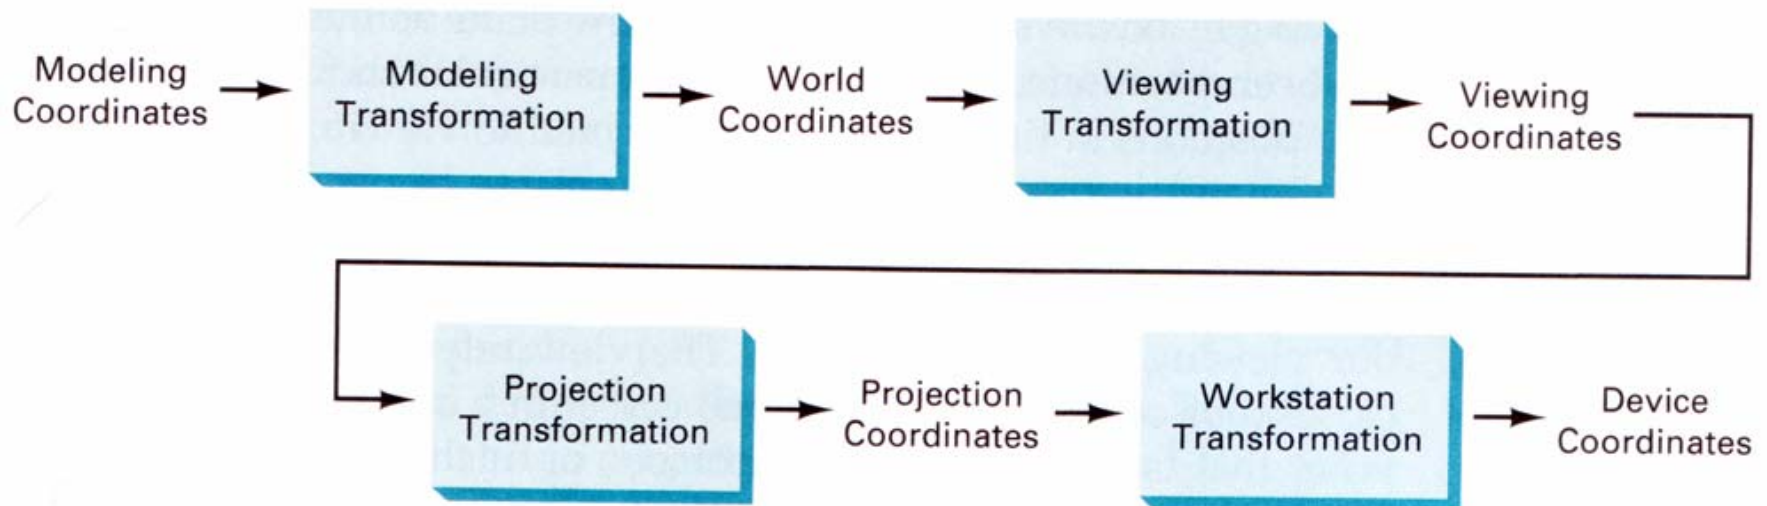 Modeling
Coordinates
Modeling
Transformation
World
Coordinates
Viewing
Transformation
Viewing
Coordinates
Projection
Transformation
Projection
Coordinates
Workstation
Transformation
Device
Coordinates